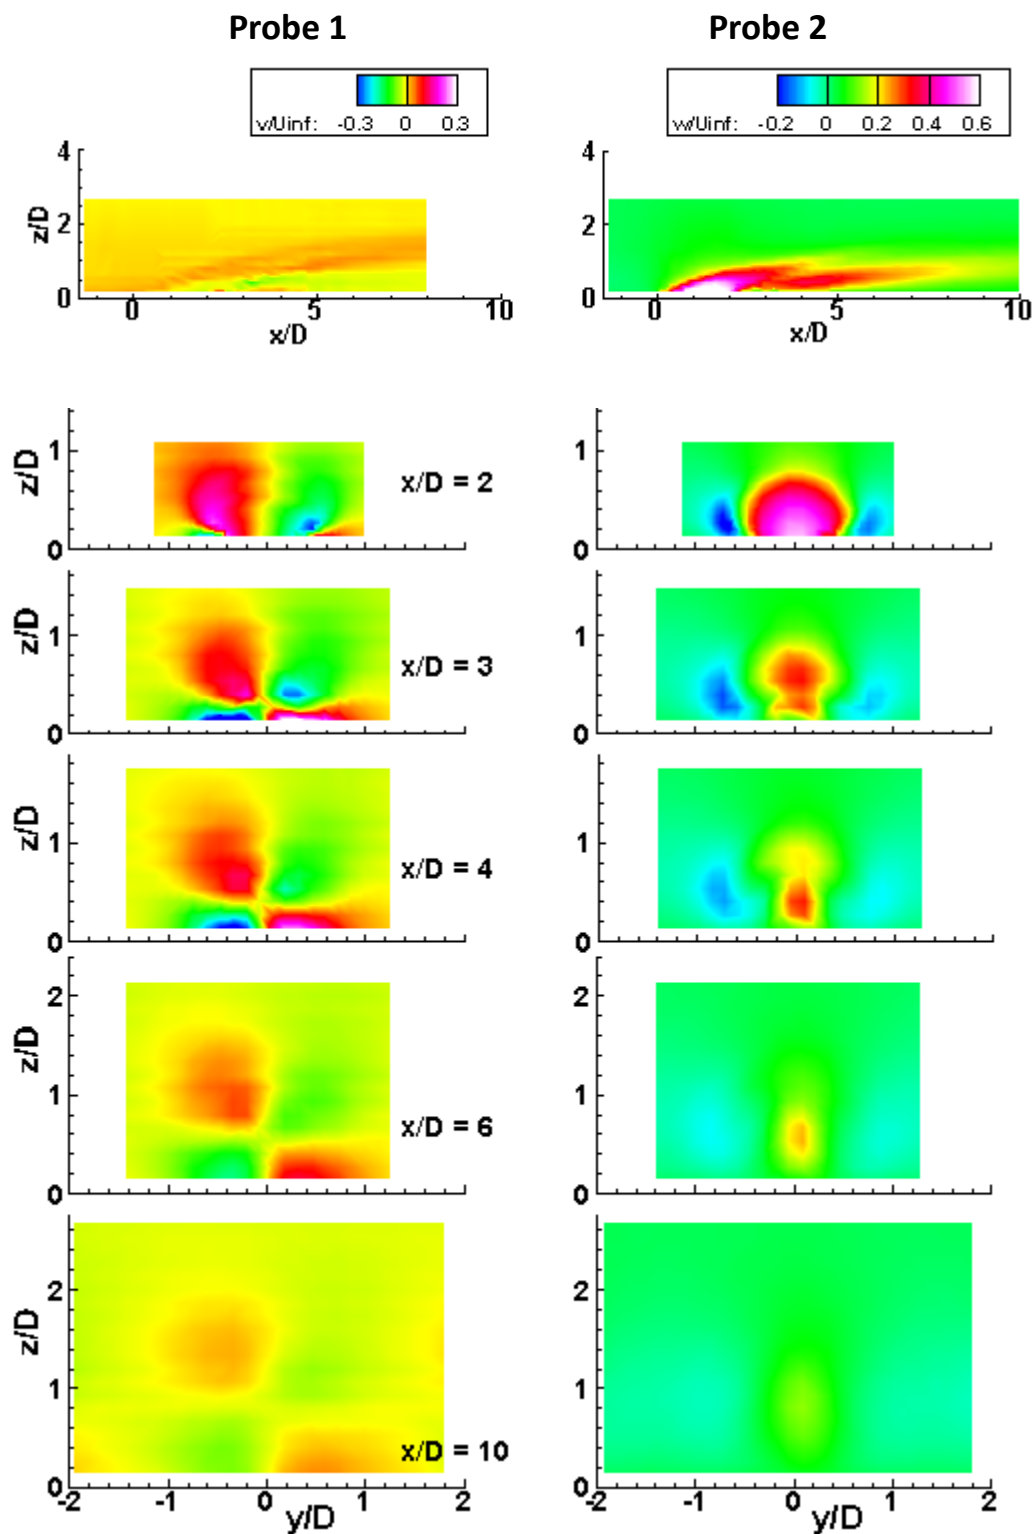 Probe 1 Probe 2
v/Uinf: -0.3 0 0.3
w/Uinf: -0.2 0 0.2 0.4 0.6
4
2
0
z/D
0 5 10
x/D
4
2
0
0 5 10
x/D
1
0
z/D
x/D = 2
1
0
1
0
z/D
x/D = 3
1
0
1
0
z/D
x/D = 4
1
0
2
1
0
z/D
x/D = 6
2
1
0
2
1
0
z/D
x/D = 10
-2 -1 0 1 2
y/D
2
1
0
-2 -1 0 1 2
y/D